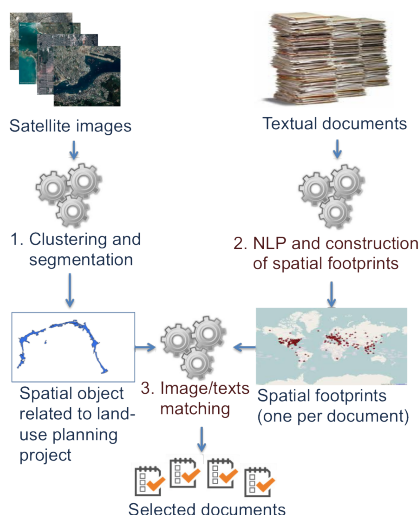 Satellite images
Textual documents
1. Clustering and
segmentation
2. NLP and construction
of spatial footprints
Spatial object
related to land-
use planning
project
3. Image/texts
matching
Spatial footprints
(one per document)
Selected documents